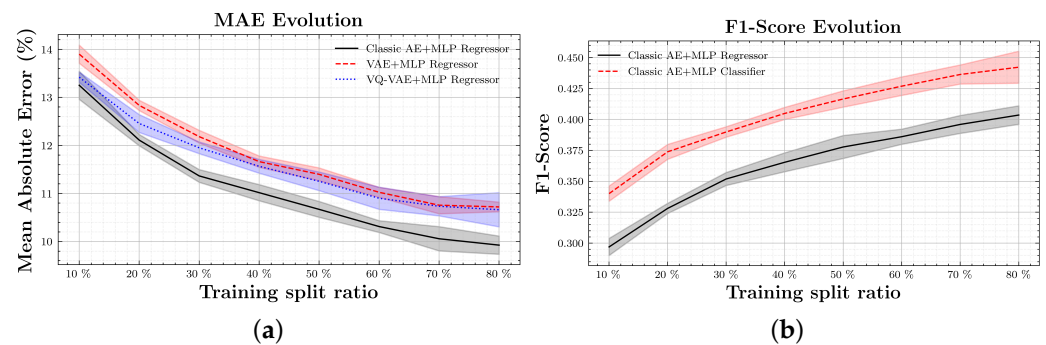 MAE Evolution
Mean Absolute Error (%)
14
13
12
11
10
Classic AE+MLP Regressor
VAE+MLP Regressor
VQ-VAE+MLP Regressor
10 % 20 % 30 % 40 % 50 % 60 % 70 % 80 %
Training split ratio
(a)
F1-Score Evolution
F1-Score
0.450
0.425
0.400
0.375
0.350
0.325
0.300
Classic AE+MLP Regressor
Classic AE+MLP Classifier
10 % 20 % 30 % 40 % 50 % 60 % 70 % 80 %
Training split ratio
(b)